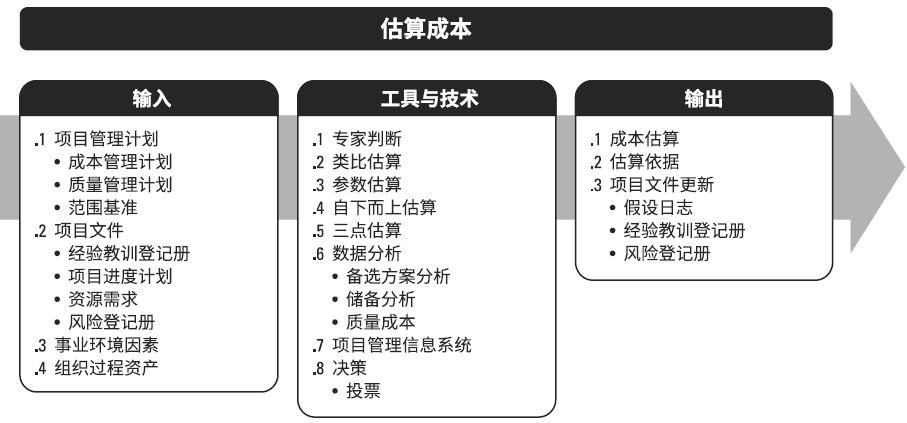 估算成本
输入
.1 项目管理计划
• 成本管理计划
• 质量管理计划
• 范围基准
.2 项目文件
• 经验教训登记册
• 项目进度计划
• 资源需求
• 风险登记册
.3 事业环境因素
.4 组织过程资产
工具与技术
.1 专家判断
.2 类比估算
.3 参数估算
.4 自下而上估算
.5 三点估算
.6 数据分析
• 备选方案分析
• 储备分析
• 质量成本
.7 项目管理信息系统
.8 决策
• 投票
输出
.1 成本估算
.2 估算依据
.3 项目文件更新
• 假设日志
• 经验教训登记册
• 风险登记册